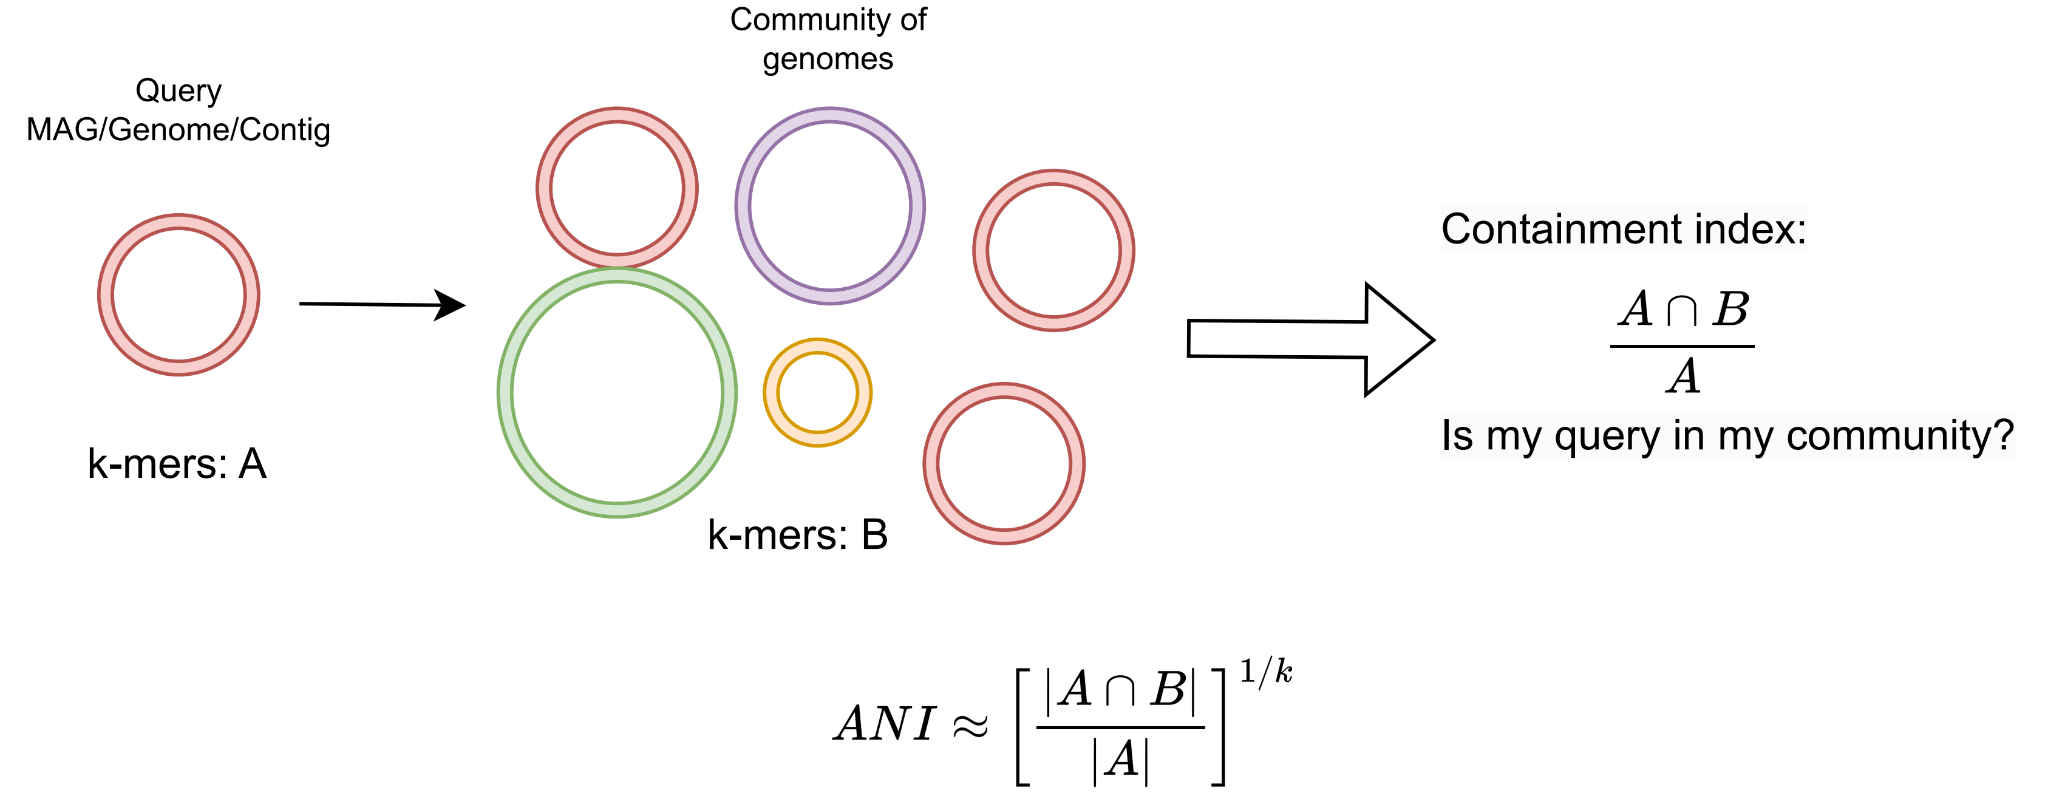 Community of
genomes
Query
MAG/Genome/Contig
k-mers: A
k-mers: B
Containment index:
A ∩ B
A
Is my query in my community?
ANI ≈ [ |A ∩ B| / |A| ]^{1/k}